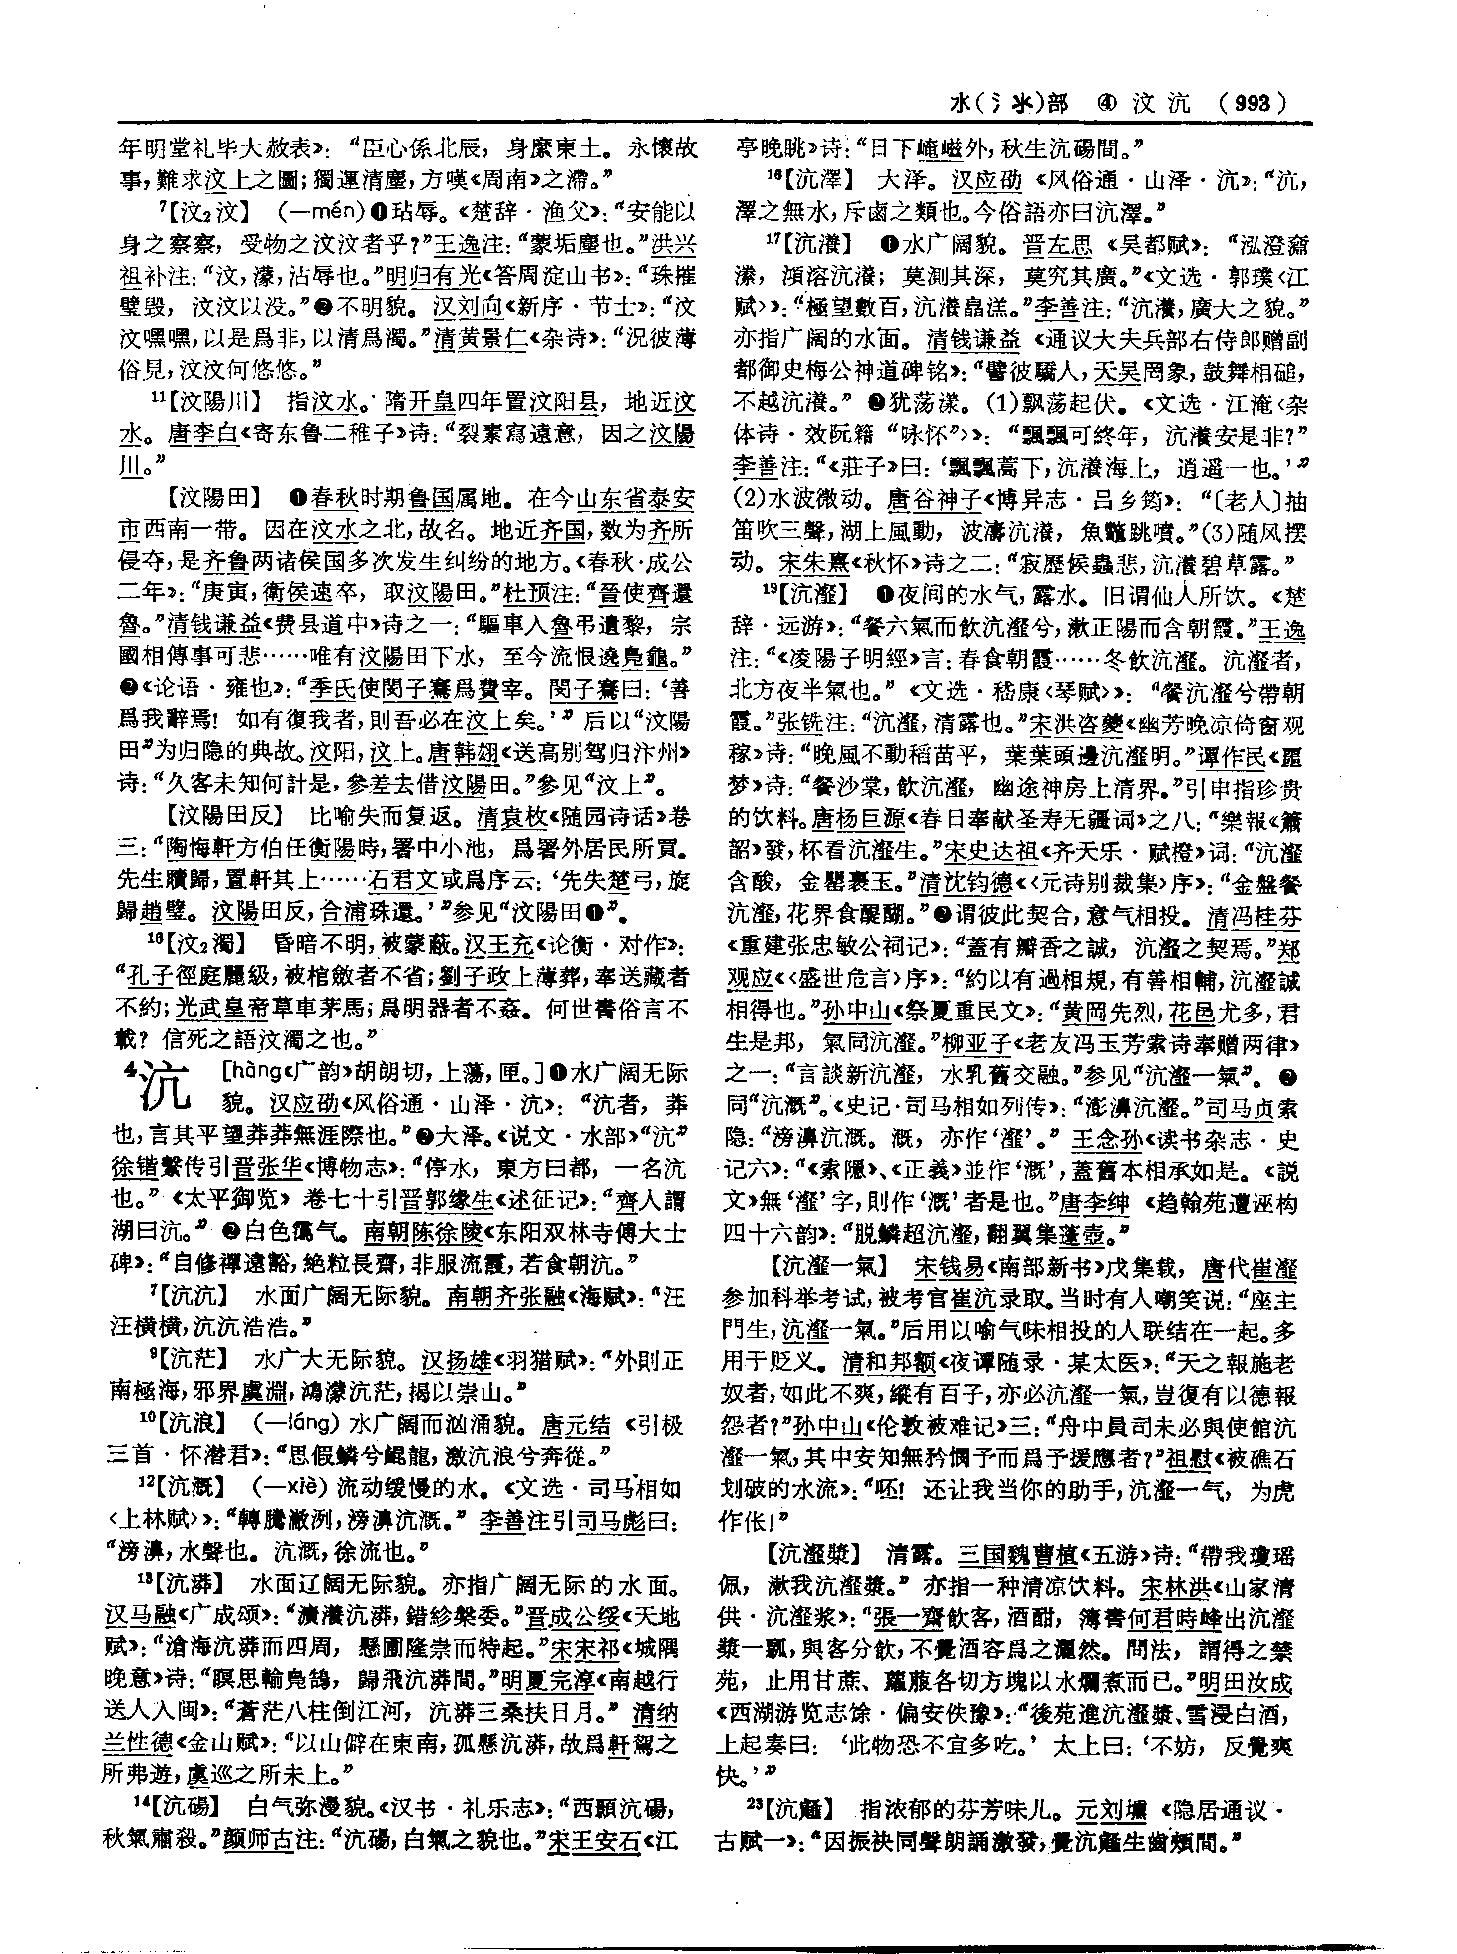 水(氵氺)部 ④ 汶 沆 (993)
年明堂礼毕大赦表》：“臣心係北辰，身縻東土。永懷故
事，難求汶上之圖；獨遲清塵，方嘆《周南》之滯。”
7【汶₂汶】 (—mén)❶玷辱。《楚辞·渔父》：“安能以
身之察察，受物之汶汶者乎？”王逸注：“蒙垢塵也。”洪兴
祖补注：“汶，濛，沾辱也。”明归有光《答周淀山书》：“珠摧
璧毁，汶汶以没。”❷不明貌。汉刘向《新序·节士》：“汶
汶嘿嘿，以是爲非，以清爲濁。”清黄景仁《杂诗》：“況彼薄
俗見，汶汶何悠悠。”
11【汶陽川】 指汶水。隋开皇四年置汶阳县，地近汶
水。唐李白《寄东鲁二稚子》诗：“裂素寫遠意，因之汶陽
川。”
【汶陽田】 ❶春秋时期鲁国属地。在今山东省泰安
市西南一带。因在汶水之北，故名。地近齐国，数为齐所
侵夺，是齐鲁两诸侯国多次发生纠纷的地方。《春秋·成公
二年》：“庚寅，衛侯速卒，取汶陽田。”杜预注：“晉使齊還
魯。”清钱谦益《费县道中》诗之一：“驅車入魯弔遺黎，宗
國相傳事可悲……唯有汶陽田下水，至今流恨遶凫龜。”
❷《论语·雍也》：“季氏使閔子騫爲費宰。閔子騫曰：‘善
爲我辭焉！如有復我者，則吾必在汶上矣。’”后以“汶陽
田”为归隐的典故。汶阳，汶上。唐韩翃《送高别驾归汴州》
诗：“久客未知何計是，參差去借汶陽田。”参见“汶上”。
【汶陽田反】 比喻失而复返。清袁枚《随园诗话》卷
三：“陶悔軒方伯任衡陽時，署中小池，爲署外居民所買。
先生贖歸，置軒其上……石君文或爲序云：‘先失楚弓，旋
歸趙璧。汶陽田反，合浦珠還。’”参见“汶陽田❶”。
16【汶₂濁】 昏暗不明，被蒙蔽。汉王充《论衡·对作》：
“孔子徑庭麗級，被棺斂者不省；劉子政上薄葬，奉送藏者
不約；光武皇帝草車茅馬；爲明器者不姦。何世書俗言不
載？信死之語汶濁之也。”
4沆 [hàng《广韵》胡朗切，上蕩，匣。]❶水广阔无际
貌。汉应劭《风俗通·山泽·沆》：“沆者，莽
也，言其平望莽莽無涯際也。”❷大泽。《说文·水部》“沆”
徐锴繫传引晋张华《博物志》：“停水，東方曰都，一名沆
也。”《太平御览》卷七十引晋郭缘生《述征记》：“齊人謂
湖曰沆。”❸白色霭气。南朝陈徐陵《东阳双林寺傅大士
碑》：“自修禪遠豁，絶粒長齋，非服流霞，若食朝沆。”
7【沆沆】 水面广阔无际貌。南朝齐张融《海赋》：“汪
汪横横，沆沆浩浩。”
9【沆茫】 水广大无际貌。汉扬雄《羽猎赋》：“外則正
南極海，邪界虞淵，鴻濛沆茫，揭以崇山。”
10【沆浪】 (—láng) 水广阔而汹涌貌。唐元结《引极
三首·怀潜君》：“思假鱗兮鯤龍，激沆浪兮奔從。”
12【沆溉】 (—xiè) 流动缓慢的水。《文选·司马相如
〈上林赋〉》：“轉騰潎洌，滂濞沆溉。”李善注引司马彪曰：
“滂濞，水聲也。沆溉，徐流也。”
13【沆漭】 水面辽阔无际貌。亦指广阔无际的水面。
汉马融《广成颂》：“瀇瀁沆漭，錯紾槃委。”晋成公绥《天地
赋》：“滄海沆漭而四周，懸圃隆崇而特起。”宋宋祁《城隅
晚意》诗：“瞑思輸凫鵠，歸飛沆漭間。”明夏完淳《南越行
送人入闽》：“蒼茫八柱倒江河，沆漭三桑扶日月。”清纳
兰性德《金山赋》：“以山僻在東南，孤懸沆漭，故爲軒駕之
所弗遊，虞巡之所未上。”
14【沆碭】 白气弥漫貌。《汉书·礼乐志》：“西顥沆碭，
秋氣肅殺。”颜师古注：“沆碭，白氣之貌也。”宋王安石《江
亭晚眺》诗：“日下崦嵫外，秋生沆碭間。”
16【沆澤】 大泽。汉应劭《风俗通·山泽·沆》：“沆，
澤之無水，斥鹵之類也。今俗語亦曰沆澤。”
17【沆瀁】 ❶水广阔貌。晋左思《吴都赋》：“泓澄奫
潫，澒溶沆瀁；莫測其深，莫究其廣。”《文选·郭璞〈江
赋〉》：“極望數百，沆瀁皛溔。”李善注：“沆瀁，廣大之貌。”
亦指广阔的水面。清钱谦益《通议大夫兵部右侍郎赠副
都御史梅公神道碑铭》：“譬彼驕人，天吴罔象，鼓舞相磓，
不越沆瀁。”❷犹荡漾。(1)飘荡起伏。《文选·江淹〈杂
体诗·效阮籍“咏怀”〉》：“飄飄可終年，沆瀁安是非？”
李善注：“《莊子》曰：‘飄飄蒿下，沆瀁海上，逍遥一也。’”
(2)水波微动。唐谷神子《博异志·吕乡筠》：“〔老人〕抽
笛吹三聲，湖上風動，波濤沆瀁，魚鼈跳噴。”(3)随风摆
动。宋朱熹《秋怀》诗之二：“寂歷候蟲悲，沆瀁碧草露。”
19【沆瀣】 ❶夜间的水气，露水。旧谓仙人所饮。《楚
辞·远游》：“餐六氣而飲沆瀣兮，漱正陽而含朝霞。”王逸
注：“《凌陽子明經》言：春食朝霞……冬飲沆瀣。沆瀣者，
北方夜半氣也。”《文选·嵇康〈琴赋〉》：“餐沆瀣兮帶朝
霞。”张铣注：“沆瀣，清露也。”宋洪咨夔《幽芳晚凉倚窗观
稼》诗：“晚風不動稻苗平，葉葉頭邊沆瀣明。”谭作民《噩
梦》诗：“餐沙棠，飲沆瀣，幽途神房上清界。”引申指珍贵
的饮料。唐杨巨源《春日奉献圣寿无疆词》之八：“樂報《簫
韶》發，杯看沆瀣生。”宋史达祖《齐天乐·赋橙》词：“沆瀣
含酸，金罌裹玉。”清沈钧德《〈元诗别裁集〉序》：“金盤餐
沆瀣，花界食醍醐。”❷谓彼此契合，意气相投。清冯桂芬
《重建张忠敏公祠记》：“蓋有瓣香之誠，沆瀣之契焉。”郑
观应《〈盛世危言〉序》：“約以有過相規，有善相輔，沆瀣誠
相得也。”孙中山《祭夏重民文》：“黄岡先烈，花邑尤多，君
生是邦，氣同沆瀣。”柳亚子《老友冯玉芳索诗奉赠两律》
之一：“言談新沆瀣，水乳舊交融。”参见“沆瀣一氣”。❸
同“沆溉”。《史记·司马相如列传》：“澎濞沆瀣。”司马贞索
隐：“滂濞沆溉。溉，亦作‘瀣’。”王念孙《读书杂志·史
记六》：“《索隱》、《正義》並作‘溉’，蓋舊本相承如是。《説
文》無‘瀣’字，則作‘溉’者是也。”唐李绅《趋翰苑遭诬构
四十六韵》：“脱鱗超沆瀣，翻翼集蓬壺。”
【沆瀣一氣】 宋钱易《南部新书》戊集载，唐代崔瀣
参加科举考试，被考官崔沆录取。当时有人嘲笑说：“座主
門生，沆瀣一氣。”后用以喻气味相投的人联结在一起。多
用于贬义。清和邦额《夜谭随录·某太医》：“天之報施老
奴者，如此不爽，縱有百子，亦必沆瀣一氣，豈復有以德報
怨者？”孙中山《伦敦被难记》三：“舟中員司未必與使館沆
瀣一氣，其中安知無矜憫予而爲予援應者？”祖慰《被礁石
划破的水流》：“呸！还让我当你的助手，沆瀣一气，为虎
作伥！”
【沆瀣漿】 清露。三国魏曹植《五游》诗：“帶我瓊瑶
佩，漱我沆瀣漿。”亦指一种清凉饮料。宋林洪《山家清
供·沆瀣浆》：“張一齋飲客，酒酣，簿書何君時峰出沆瀣
漿一瓢，與客分飲，不覺酒容爲之灑然。問法，謂得之禁
苑，止用甘蔗、蘿菔各切方塊以水爛煮而已。”明田汝成
《西湖游览志馀·偏安佚豫》：“後苑進沆瀣漿、雪浸白酒，
上起奏曰：‘此物恐不宜多吃。’太上曰：‘不妨，反覺爽
快。’”
23【沆𩡋】 指浓郁的芬芳味儿。元刘壎《隐居通议·
古赋一》：“因振袂同聲朗誦激發，覺沆𩡋生齒頰間。”